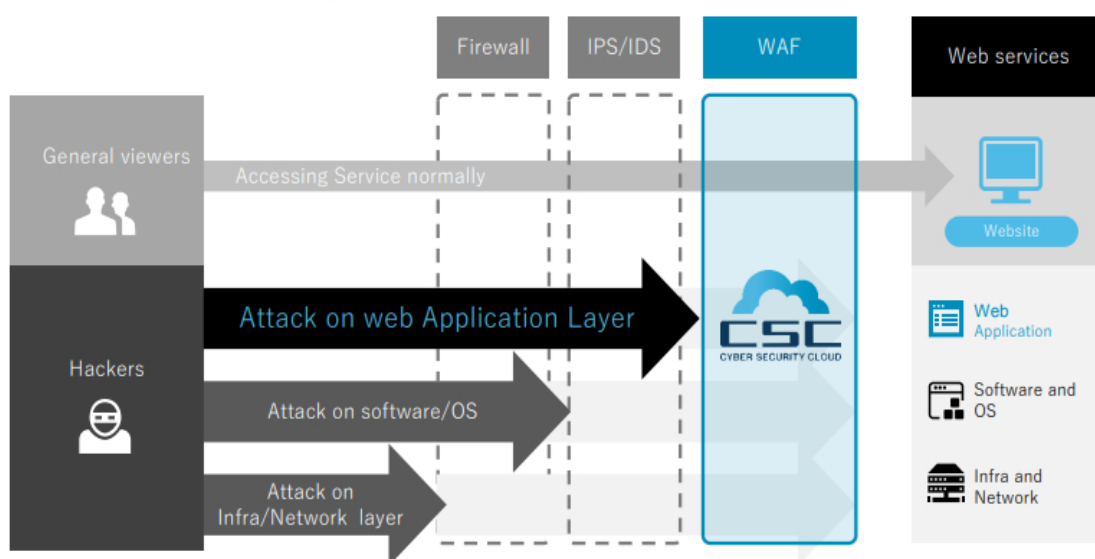 Firewall
IPS/IDS
WAF
Web services
General viewers
Accessing Service normally
Website
Attack on web Application Layer
CSC
CYBER SECURITY CLOUD
Web
Application
Hackers
Attack on software/OS
Software and
OS
Attack on
Infra/Network layer
Infra and
Network